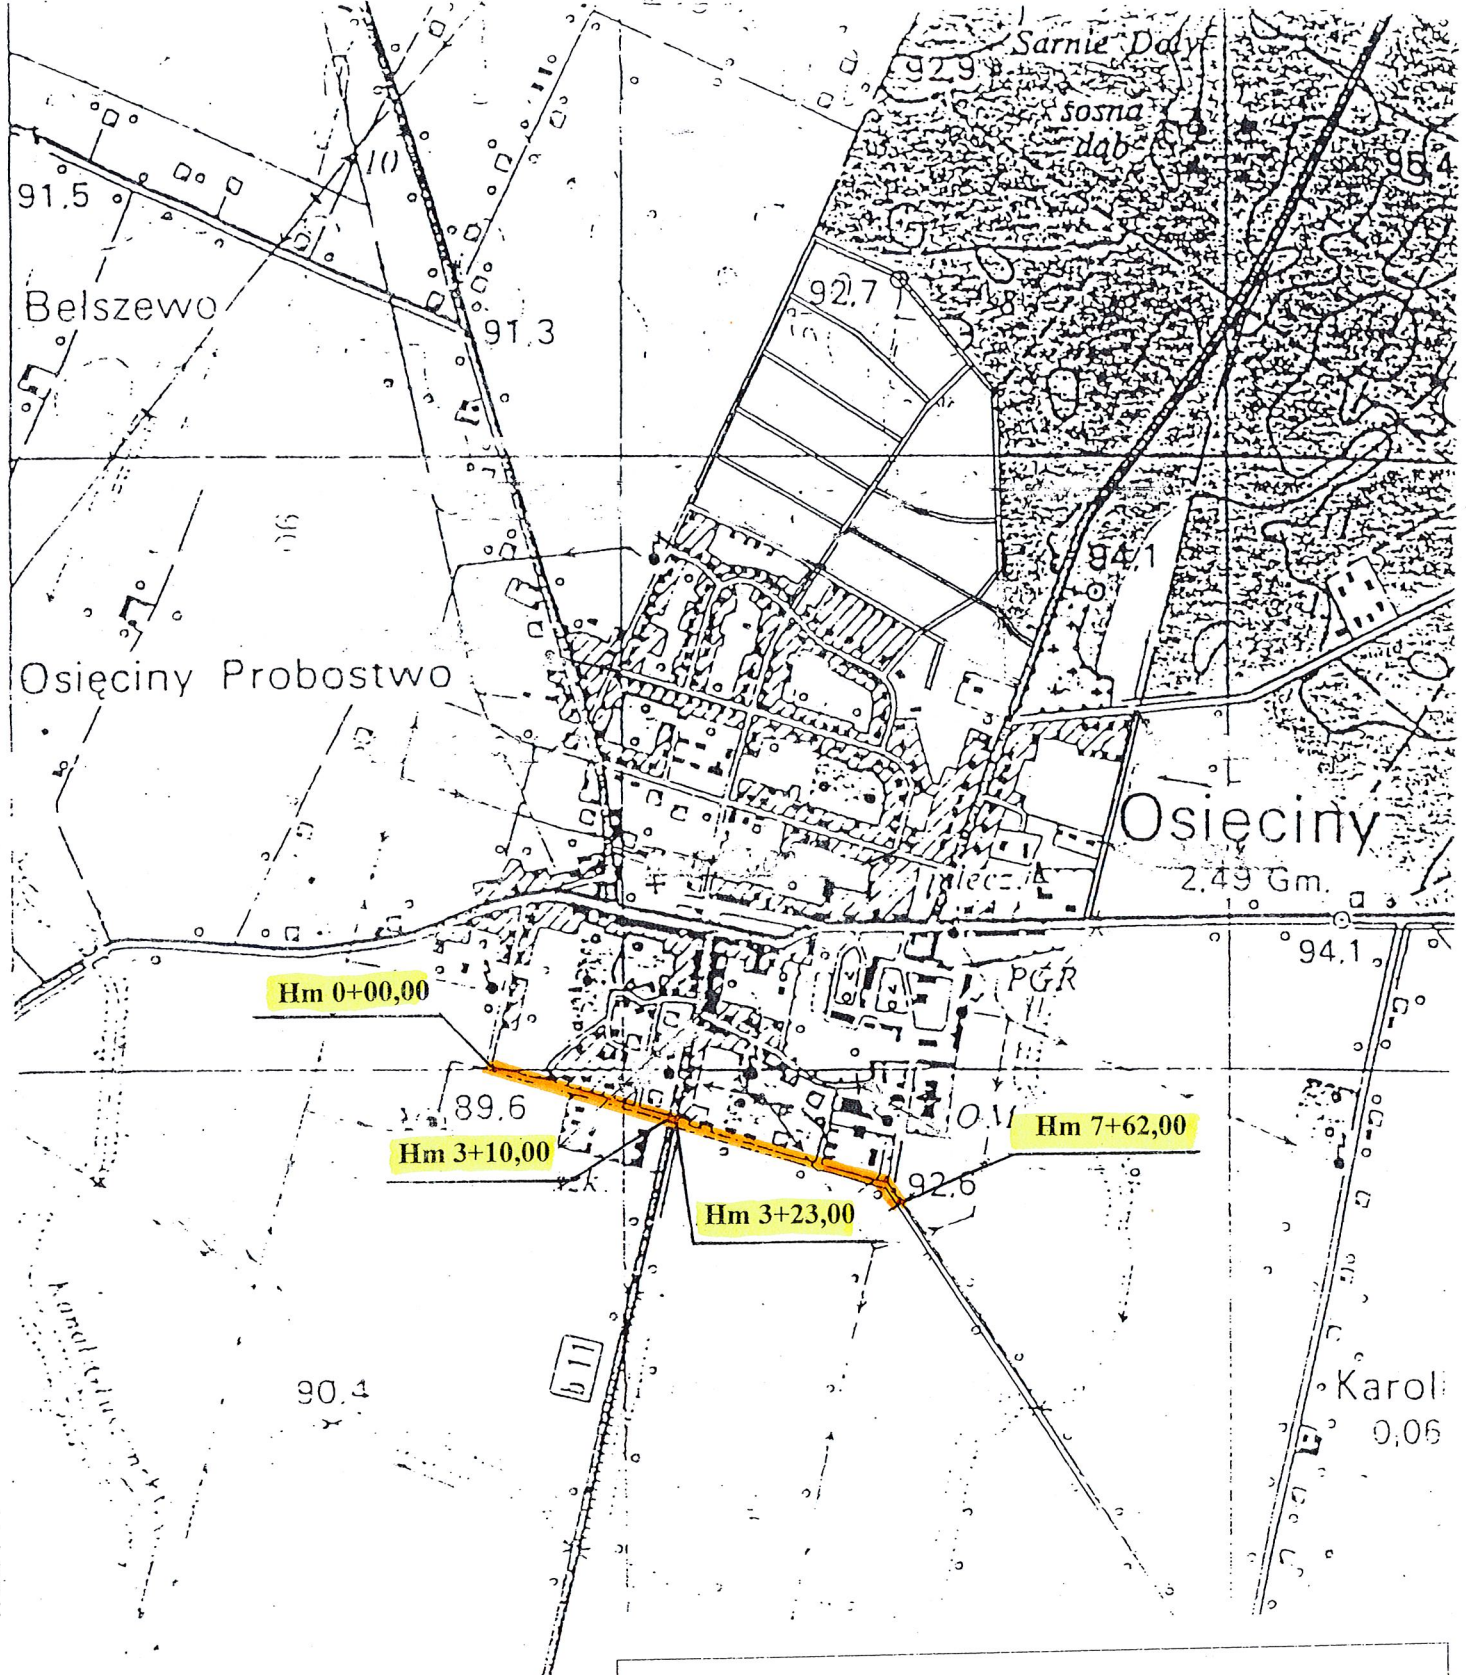 Sarnie Doły
92.9
sosna
dąb
95.4
10
91.5
Belszewo
92.7
91.3
94.1
Osięciny Probostwo
Osięciny
2,49 Gm.
lecz.
94.1
PGR
Hm 0+00,00
89.6
O.M
Hm 7+62,00
Hm 3+10,00
92.6
Hm 3+23,00
b 11
90.4
Karol
0,06